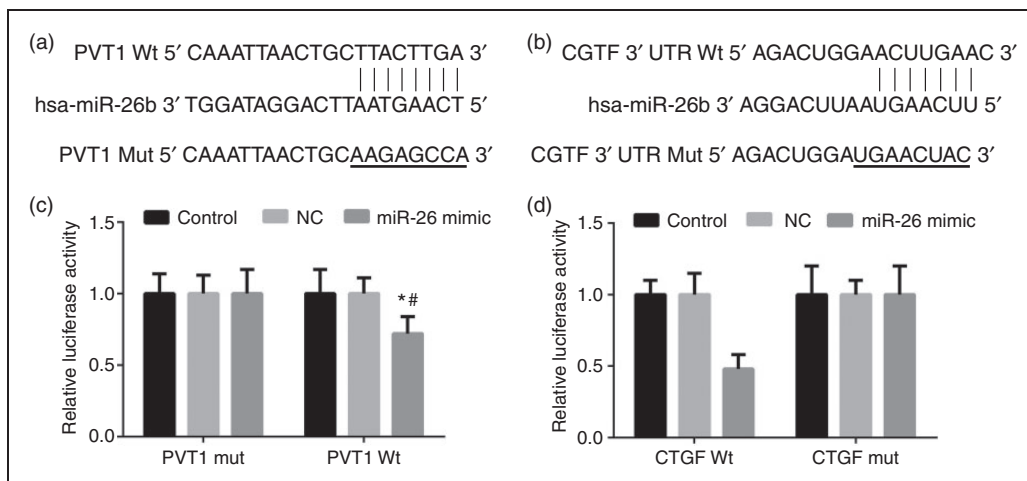 (a)
PVT1 Wt 5′ CAAATTAACTGCTTACTTGA 3′
hsa-miR-26b 3′ TGGATAGGACTTAATGAACT 5′
PVT1 Mut 5′ CAAATTAACTGCAAGAGCCA 3′
(b)
CGTF 3′ UTR Wt 5′ AGACUGGAACUUGAAC 3′
hsa-miR-26b 3′ AGGACUUAAUGAACUU 5′
CGTF 3′ UTR Mut 5′ AGACUGGAUGAACUAC 3′
(c)
Control NC miR-26 mimic
Relative luciferase activity
1.5
1.0
0.5
0.0
*#
PVT1 mut PVT1 Wt
(d)
Control NC miR-26 mimic
Relative luciferase activity
1.5
1.0
0.5
0.0
CTGF Wt CTGF mut